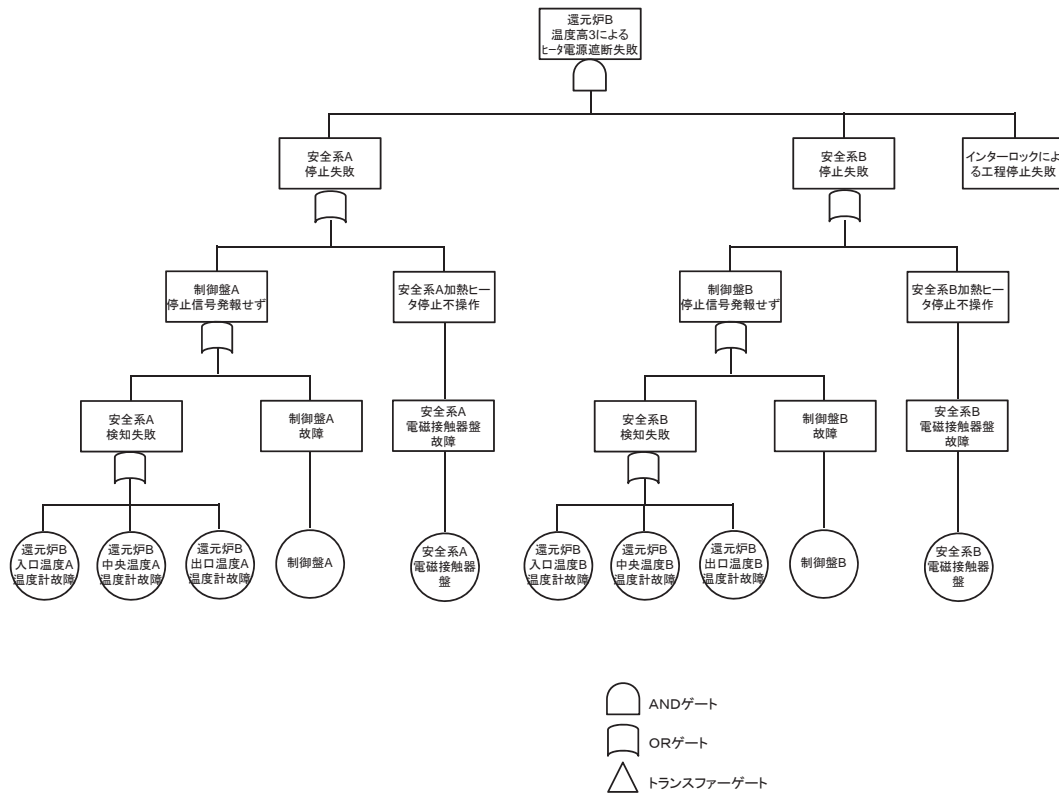 還元炉B
温度高3による
ﾋｰﾀ電源遮断失敗
安全系A
停止失敗
安全系B
停止失敗
インターロックによ
る工程停止失敗
制御盤A
停止信号発報せず
安全系A加熱ヒー
タ停止不操作
制御盤B
停止信号発報せず
安全系B加熱ヒー
タ停止不操作
安全系A
検知失敗
制御盤A
故障
安全系A
電磁接触器盤
故障
安全系B
検知失敗
制御盤B
故障
安全系B
電磁接触器盤
故障
還元炉B
入口温度A
温度計故障
還元炉B
中央温度A
温度計故障
還元炉B
出口温度A
温度計故障
制御盤A
安全系A
電磁接触器
盤
還元炉B
入口温度B
温度計故障
還元炉B
中央温度B
温度計故障
還元炉B
出口温度B
温度計故障
制御盤B
安全系B
電磁接触器
盤
ANDゲート
ORゲート
トランスファーゲート